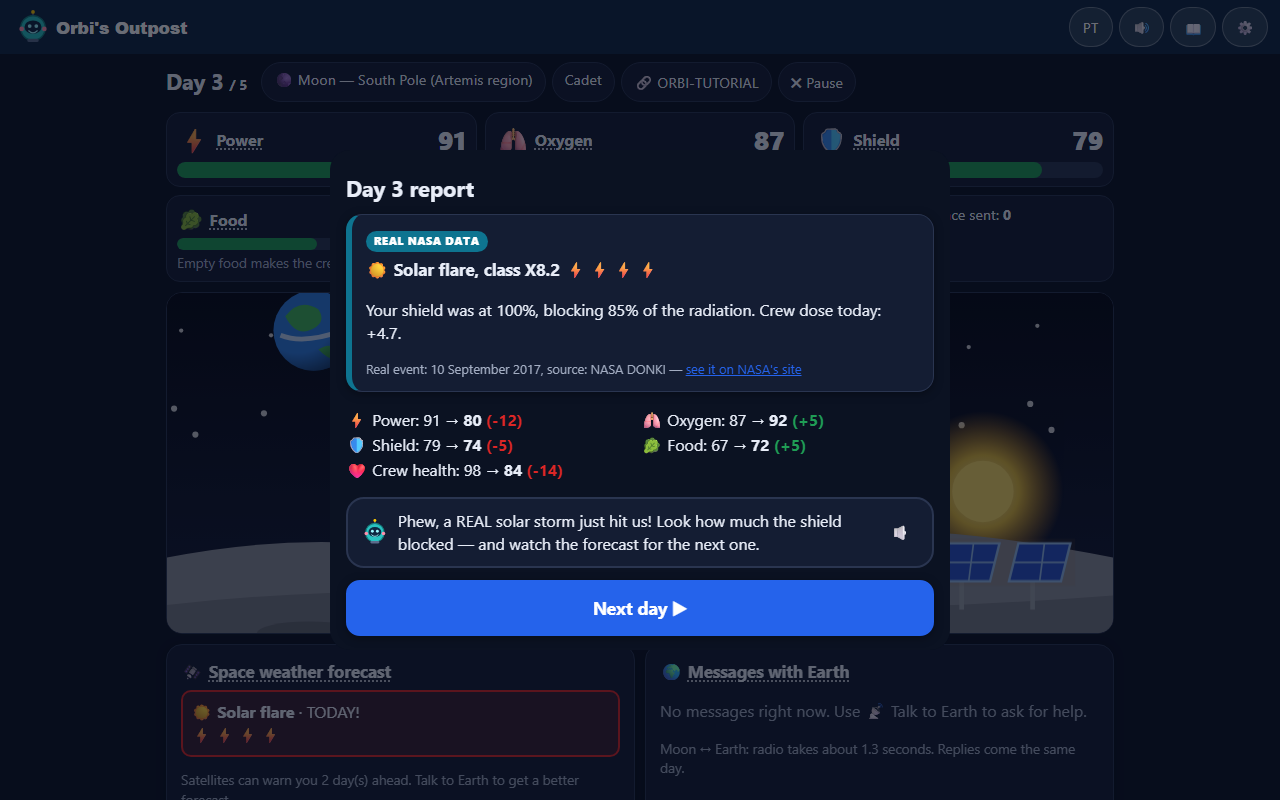 Orbi's Outpost
PT
Day 3 / 5
Moon — South Pole (Artemis region)
Cadet
ORBI-TUTORIAL
Pause
Power
91
Oxygen
87
Shield
79
Food
Empty food makes the cre
ce sent: 0
Day 3 report
REAL NASA DATA
Solar flare, class X8.2
Your shield was at 100%, blocking 85% of the radiation. Crew dose today:
+4.7.
Real event: 10 September 2017, source: NASA DONKI — see it on NASA's site
Power: 91 → 80 (-12)
Oxygen: 87 → 92 (+5)
Shield: 79 → 74 (-5)
Food: 67 → 72 (+5)
Crew health: 98 → 84 (-14)
Phew, a REAL solar storm just hit us! Look how much the shield
blocked — and watch the forecast for the next one.
Next day ▶
Space weather forecast
Solar flare · TODAY!
Satellites can warn you 2 day(s) ahead. Talk to Earth to get a better
forecast.
Messages with Earth
No messages right now. Use Talk to Earth to ask for help.
Moon ↔ Earth: radio takes about 1.3 seconds. Replies come the same
day.